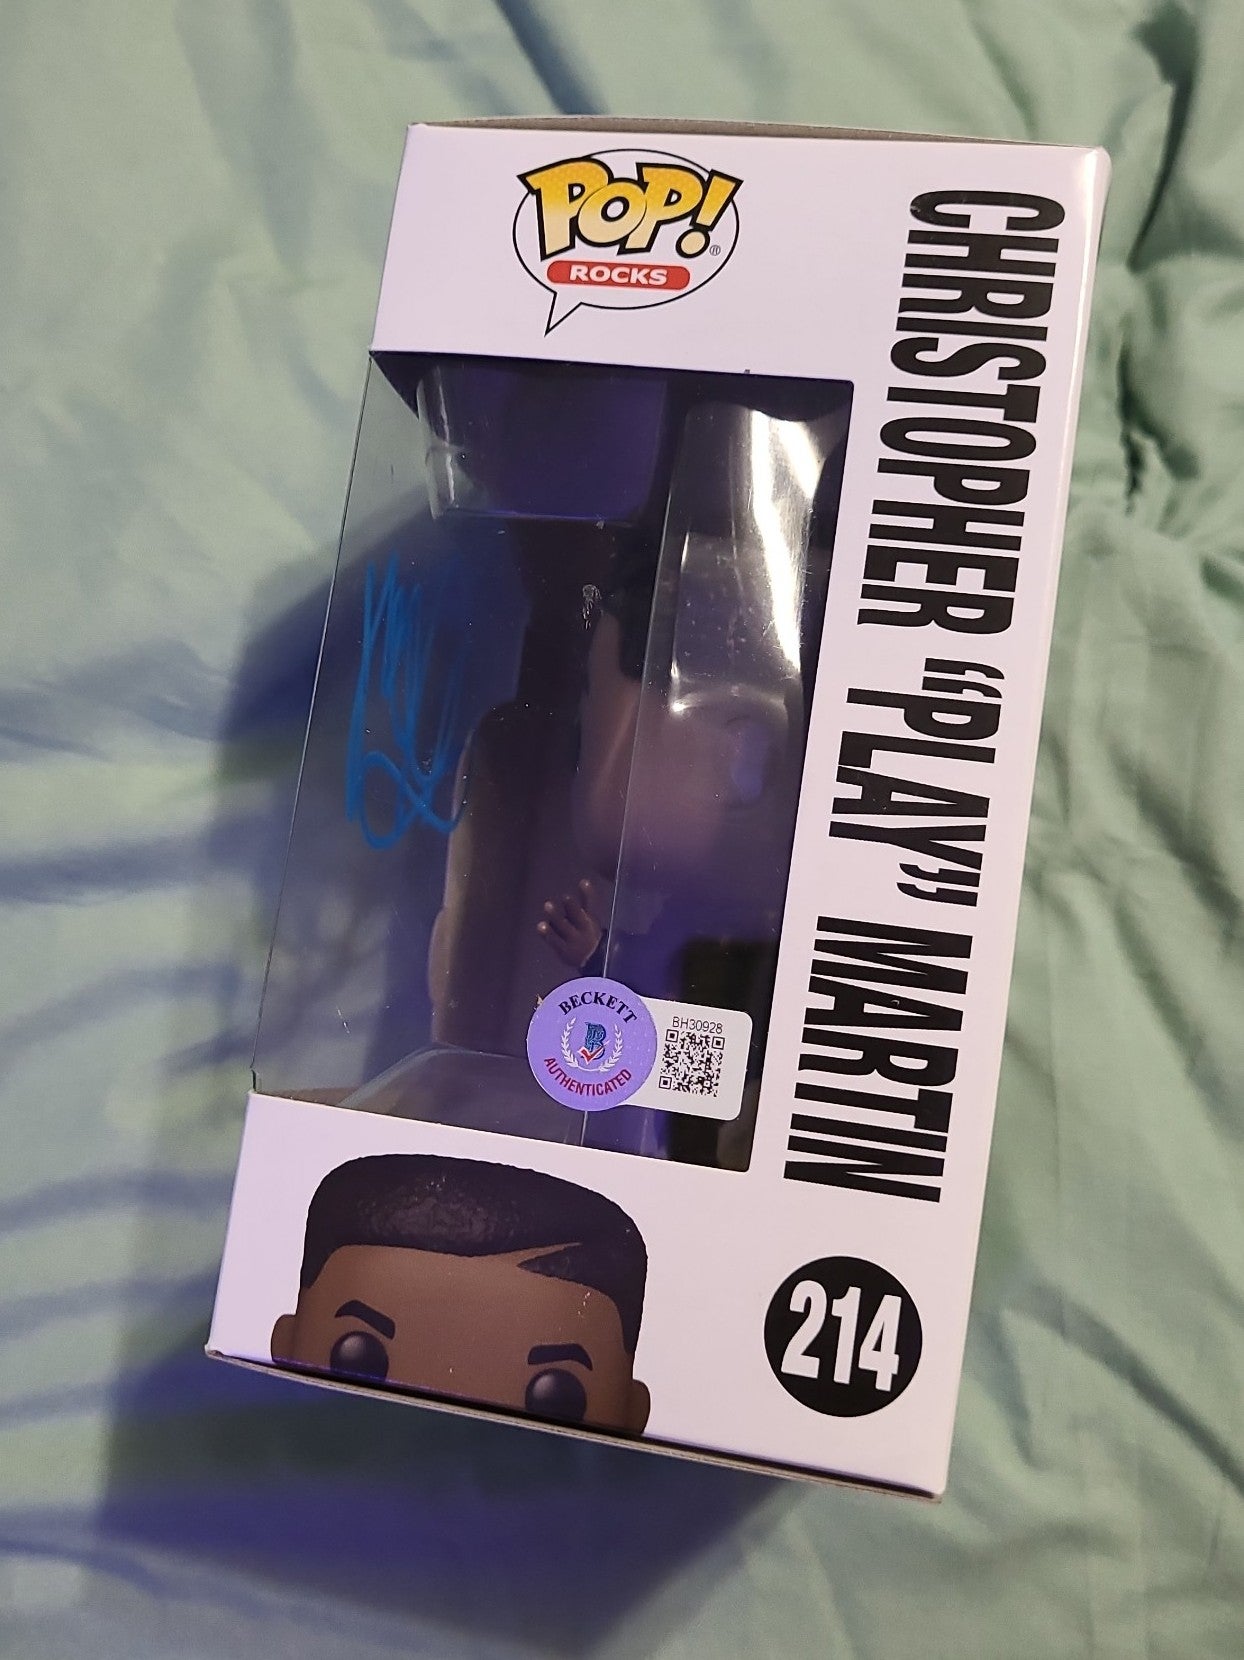 POP!®
ROCKS
CHRISTOPHER "PLAY" MARTIN
BECKETT
B
AUTHENTICATED
BH30928
214